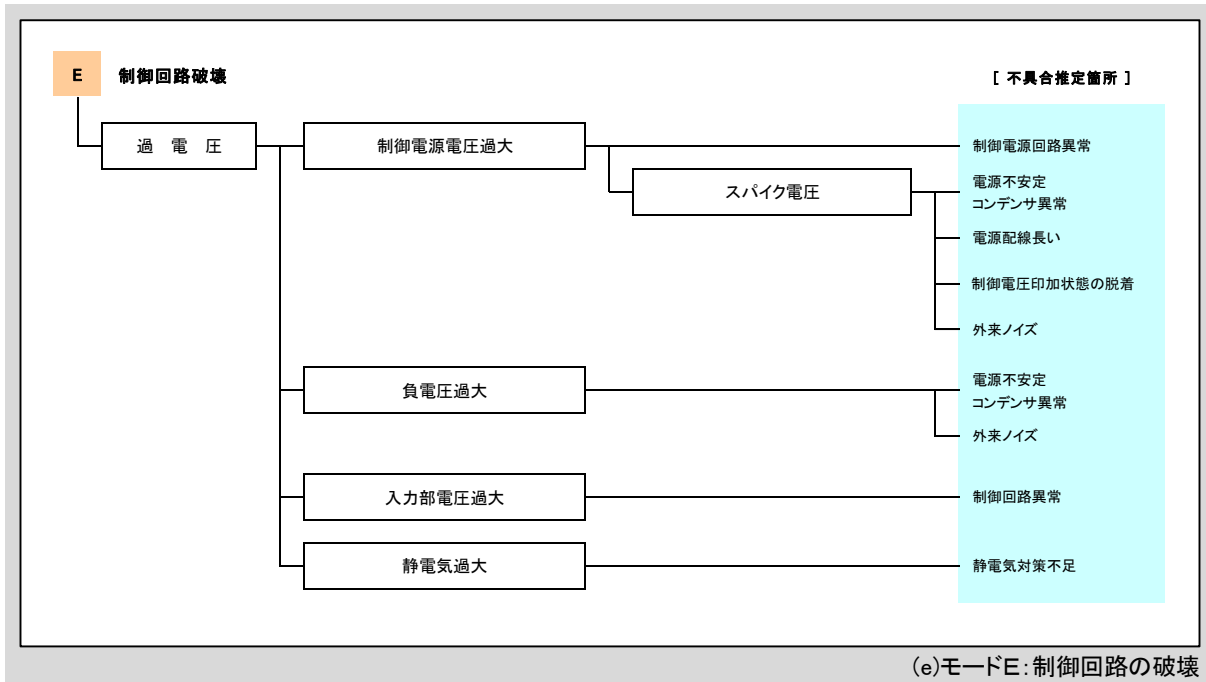 E 制御回路破壊
[ 不具合推定箇所 ]
過 電 圧
制御電源電圧過大
制御電源回路異常
スパイク電圧
電源不安定
コンデンサ異常
電源配線長い
制御電圧印加状態の脱着
外来ノイズ
負電圧過大
電源不安定
コンデンサ異常
外来ノイズ
入力部電圧過大
制御回路異常
静電気過大
静電気対策不足
(e)モードE:制御回路の破壊